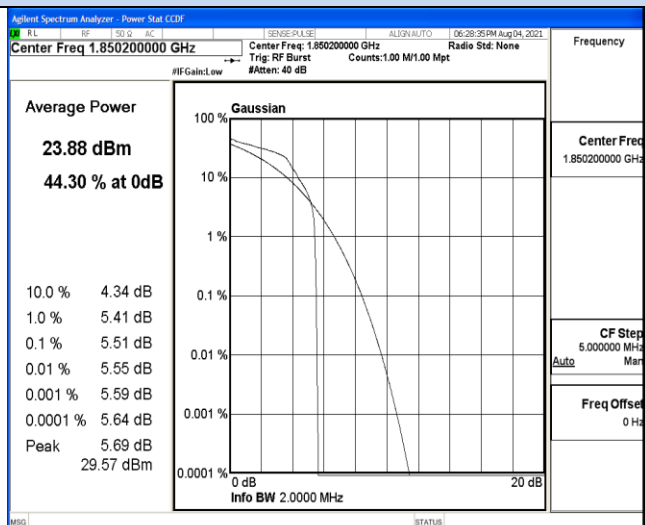 Agilent Spectrum Analyzer - Power Stat CCDF
LXI RL RF 50 Ω AC SENSE:PULSE ALIGN AUTO 06:28:35 PM Aug 04, 2021
Center Freq 1.850200000 GHz
Center Freq: 1.850200000 GHz Radio Std: None
Trig: RF Burst Counts:1.00 M/1.00 Mpt
#IFGain:Low #Atten: 40 dB
Frequency
Average Power
23.88 dBm
44.30 % at 0dB
10.0 % 4.34 dB
1.0 % 5.41 dB
0.1 % 5.51 dB
0.01 % 5.55 dB
0.001 % 5.59 dB
0.0001 % 5.64 dB
Peak 5.69 dB
29.57 dBm
Gaussian
100 %
10 %
1 %
0.1 %
0.01 %
0.001 %
0.0001 %
0 dB 20 dB
Info BW 2.0000 MHz
Center Freq
1.850200000 GHz
CF Step
5.000000 MHz
Auto Man
Freq Offset
0 Hz
MSG STATUS